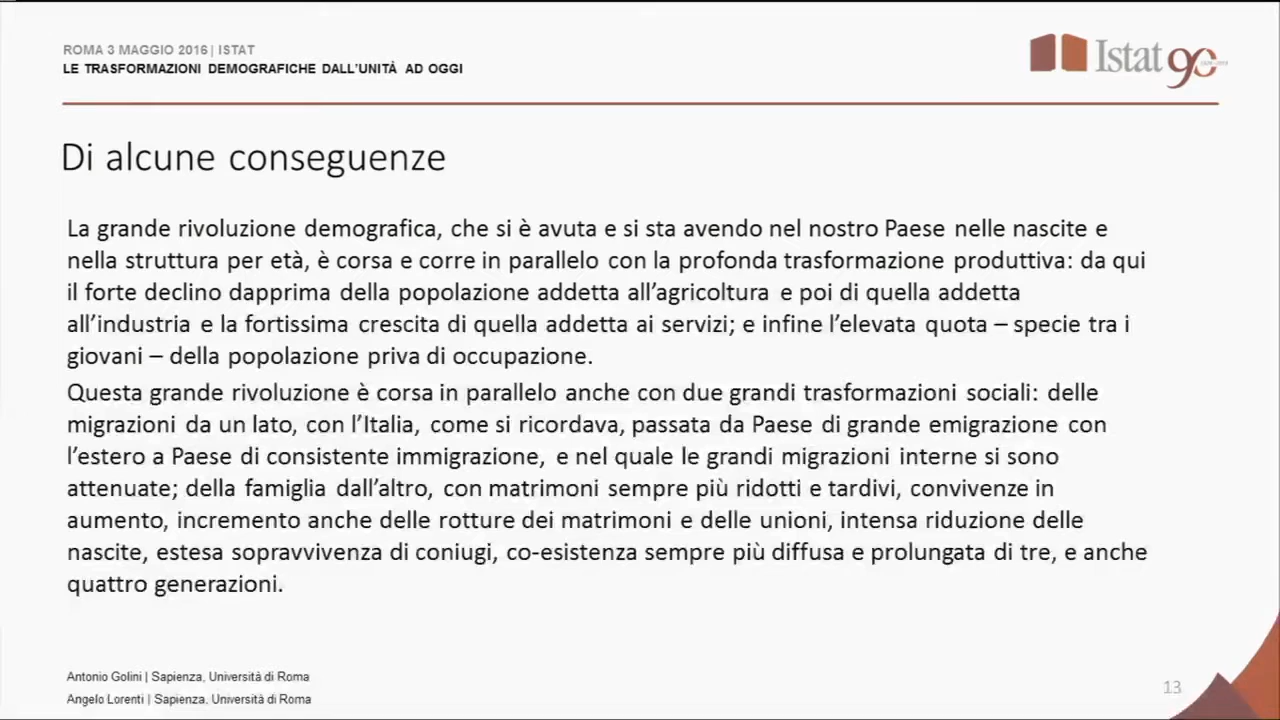 ROMA 3 MAGGIO 2016 | ISTAT
LE TRASFORMAZIONI DEMOGRAFICHE DALL'UNITÀ AD OGGI
Istat 90
Di alcune conseguenze
La grande rivoluzione demografica, che si è avuta e si sta avendo nel nostro Paese nelle nascite e
nella struttura per età, è corsa e corre in parallelo con la profonda trasformazione produttiva: da qui
il forte declino dapprima della popolazione addetta all'agricoltura e poi di quella addetta
all'industria e la fortissima crescita di quella addetta ai servizi; e infine l'elevata quota – specie tra i
giovani – della popolazione priva di occupazione.
Questa grande rivoluzione è corsa in parallelo anche con due grandi trasformazioni sociali: delle
migrazioni da un lato, con l'Italia, come si ricordava, passata da Paese di grande emigrazione con
l'estero a Paese di consistente immigrazione, e nel quale le grandi migrazioni interne si sono
attenuate; della famiglia dall'altro, con matrimoni sempre più ridotti e tardivi, convivenze in
aumento, incremento anche delle rotture dei matrimoni e delle unioni, intensa riduzione delle
nascite, estesa sopravvivenza di coniugi, co-esistenza sempre più diffusa e prolungata di tre, e anche
quattro generazioni.
Antonio Golini | Sapienza, Università di Roma
Angelo Lorenti | Sapienza, Università di Roma
13